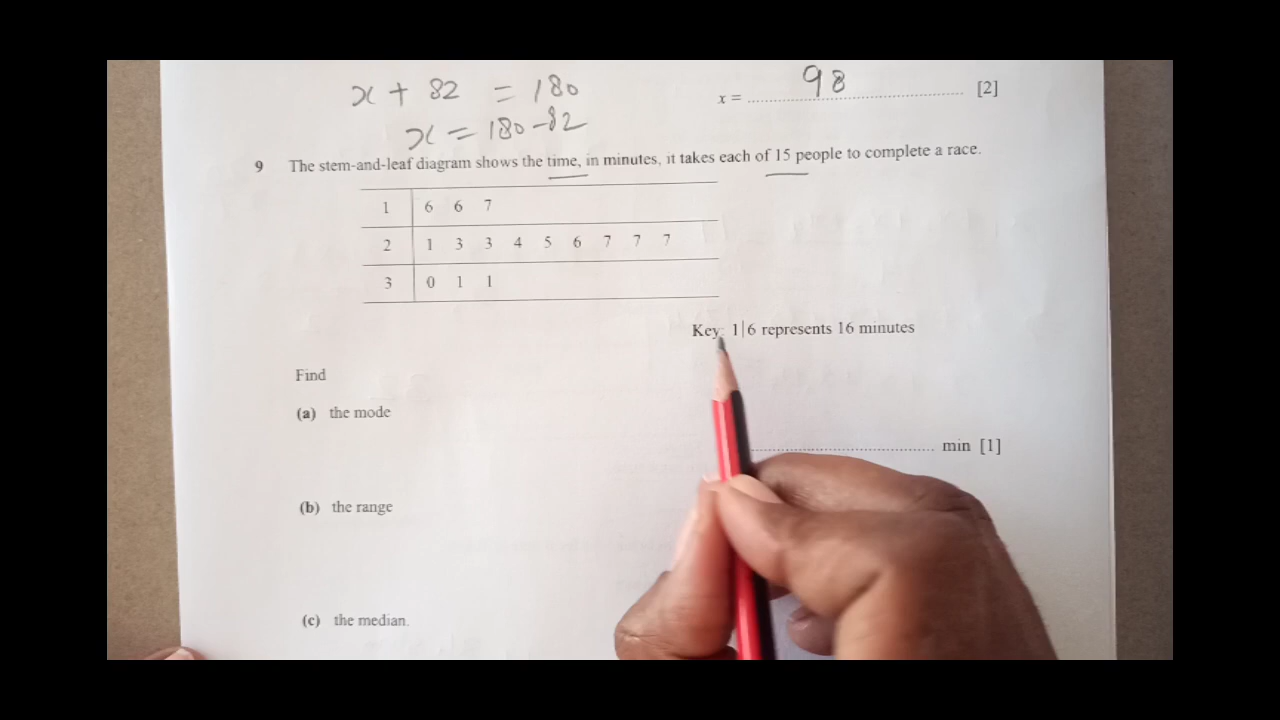 x + 82 = 180
x = 98 [2]
x = 180 - 82
9 The stem-and-leaf diagram shows the time, in minutes, it takes each of 15 people to complete a race.
1 6 6 7
2 1 3 3 4 5 6 7 7 7
3 0 1 1
Key: 1|6 represents 16 minutes
Find
(a) the mode
min [1]
(b) the range
(c) the median.